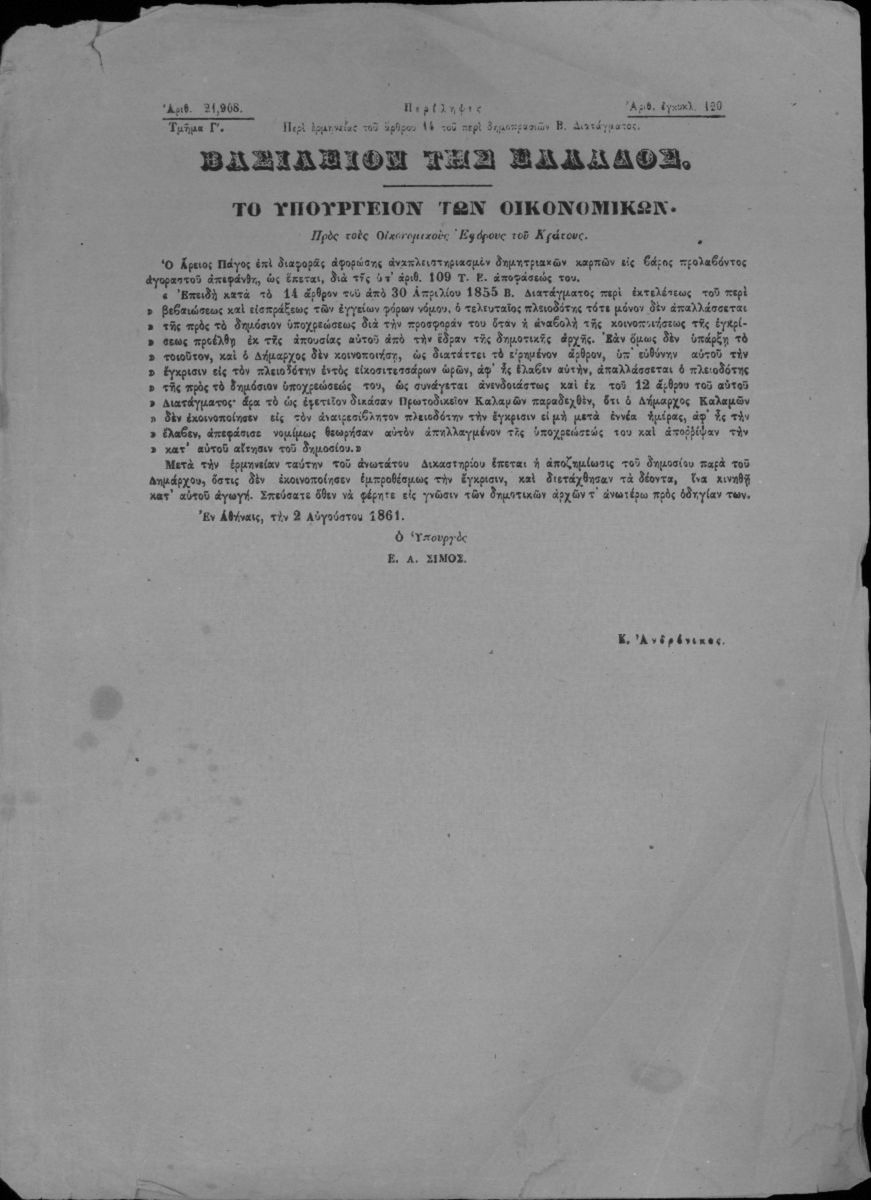 Ἀριθ. 21,908.
Περίληψις
Ἀριθ. ἐγκυκλ. 120
Τμῆμα Γ'.
Περὶ ἑρμηνείας τοῦ ἄρθρου 14 τοῦ περὶ δημοπρασιῶν Β. Διατάγματος.
ΒΑΣΙΛΕΙΟΝ ΤΗΣ ΕΛΛΑΔΟΣ.
ΤΟ ΥΠΟΥΡΓΕΙΟΝ ΤΩΝ ΟΙΚΟΝΟΜΙΚΩΝ.
Πρὸς τοὺς Οἰκονομικοὺς Ἐφόρους τοῦ Κράτους.
Ὁ Ἄρειος Πάγος ἐπὶ διαφορᾶς ἀφορώσης ἀναπλειστηριασμὸν δημητριακῶν καρπῶν εἰς βάρος προλαβόντος
ἀγοραστοῦ ἀπεφάνθη, ὡς ἕπεται, διὰ τῆς ὑπ' ἀριθ. 109 Τ. Ε. ἀποφάσεώς του.
« Ἐπειδὴ κατὰ τὸ 14 ἄρθρον τοῦ ἀπὸ 30 Ἀπριλίου 1855 Β. Διατάγματος περὶ ἐκτελέσεως τοῦ περὶ
» βεβαιώσεως καὶ εἰσπράξεως τῶν ἐγγείων φόρων νόμου, ὁ τελευταῖος πλειοδότης τότε μόνον δὲν ἀπαλλάσσεται
» τῆς πρὸς τὸ δημόσιον ὑποχρεώσεως διὰ τὴν προσφοράν του ὅταν ἡ ἀναβολὴ τῆς κοινοποιήσεως τῆς ἐγκρί-
» σεως προέλθῃ ἐκ τῆς ἀπουσίας αὐτοῦ ἀπὸ τὴν ἕδραν τῆς δημοτικῆς ἀρχῆς. Ἐὰν ὅμως δὲν ὑπάρξῃ τὸ
» τοιοῦτον, καὶ ὁ Δήμαρχος δὲν κοινοποιήσῃ, ὡς διατάττει τὸ εἰρημένον ἄρθρον, ὑπ' εὐθύνην αὐτοῦ τὴν
» ἔγκρισιν εἰς τὸν πλειοδότην ἐντὸς εἰκοσιτεσσάρων ὡρῶν, ἀφ' ἧς ἔλαβεν αὐτὴν, ἀπαλλάσσεται ὁ πλειοδότης
» τῆς πρὸς τὸ δημόσιον ὑποχρεώσεώς του, ὡς συνάγεται ἀνενδοιάστως καὶ ἐκ τοῦ 12 ἄρθρου τοῦ αὐτοῦ
» Διατάγματος· ἄρα τὸ ὡς ἐφετεῖον δικάσαν Πρωτοδικεῖον Καλαμῶν παραδεχθὲν, ὅτι ὁ Δήμαρχος Καλαμῶν
» δὲν ἐκοινοποίησεν εἰς τὸν ἀναιρεσίβλητον πλειοδότην τὴν ἔγκρισιν εἰμὴ μετὰ ἐννέα ἡμέρας, ἀφ' ἧς τὴν
» ἔλαβεν, ἀπεφάσισε νομίμως θεωρῆσαν αὐτὸν ἀπηλλαγμένον τῆς ὑποχρεώσεώς του καὶ ἀποῤῥίψαν τὴν
» κατ' αὐτοῦ αἴτησιν τοῦ δημοσίου.»
Μετὰ τὴν ἑρμηνείαν ταύτην τοῦ ἀνωτάτου Δικαστηρίου ἕπεται ἡ ἀποζημίωσις τοῦ δημοσίου παρὰ τοῦ
Δημάρχου, ὅστις δὲν ἐκοινοποίησεν ἐμπροθέσμως τὴν ἔγκρισιν, καὶ διετάχθησαν τὰ δέοντα, ἵνα κινηθῇ
κατ' αὐτοῦ ἀγωγή. Σπεύσατε ὅθεν νὰ φέρητε εἰς γνῶσιν τῶν δημοτικῶν ἀρχῶν τ' ἀνωτέρω πρὸς ὁδηγίαν των.
Ἐν Ἀθήναις, τὴν 2 Αὐγούστου 1861.
Ὁ Ὑπουργὸς
Ε. Α. ΣΙΜΟΣ.
Κ. Ἀνδρόνικος.